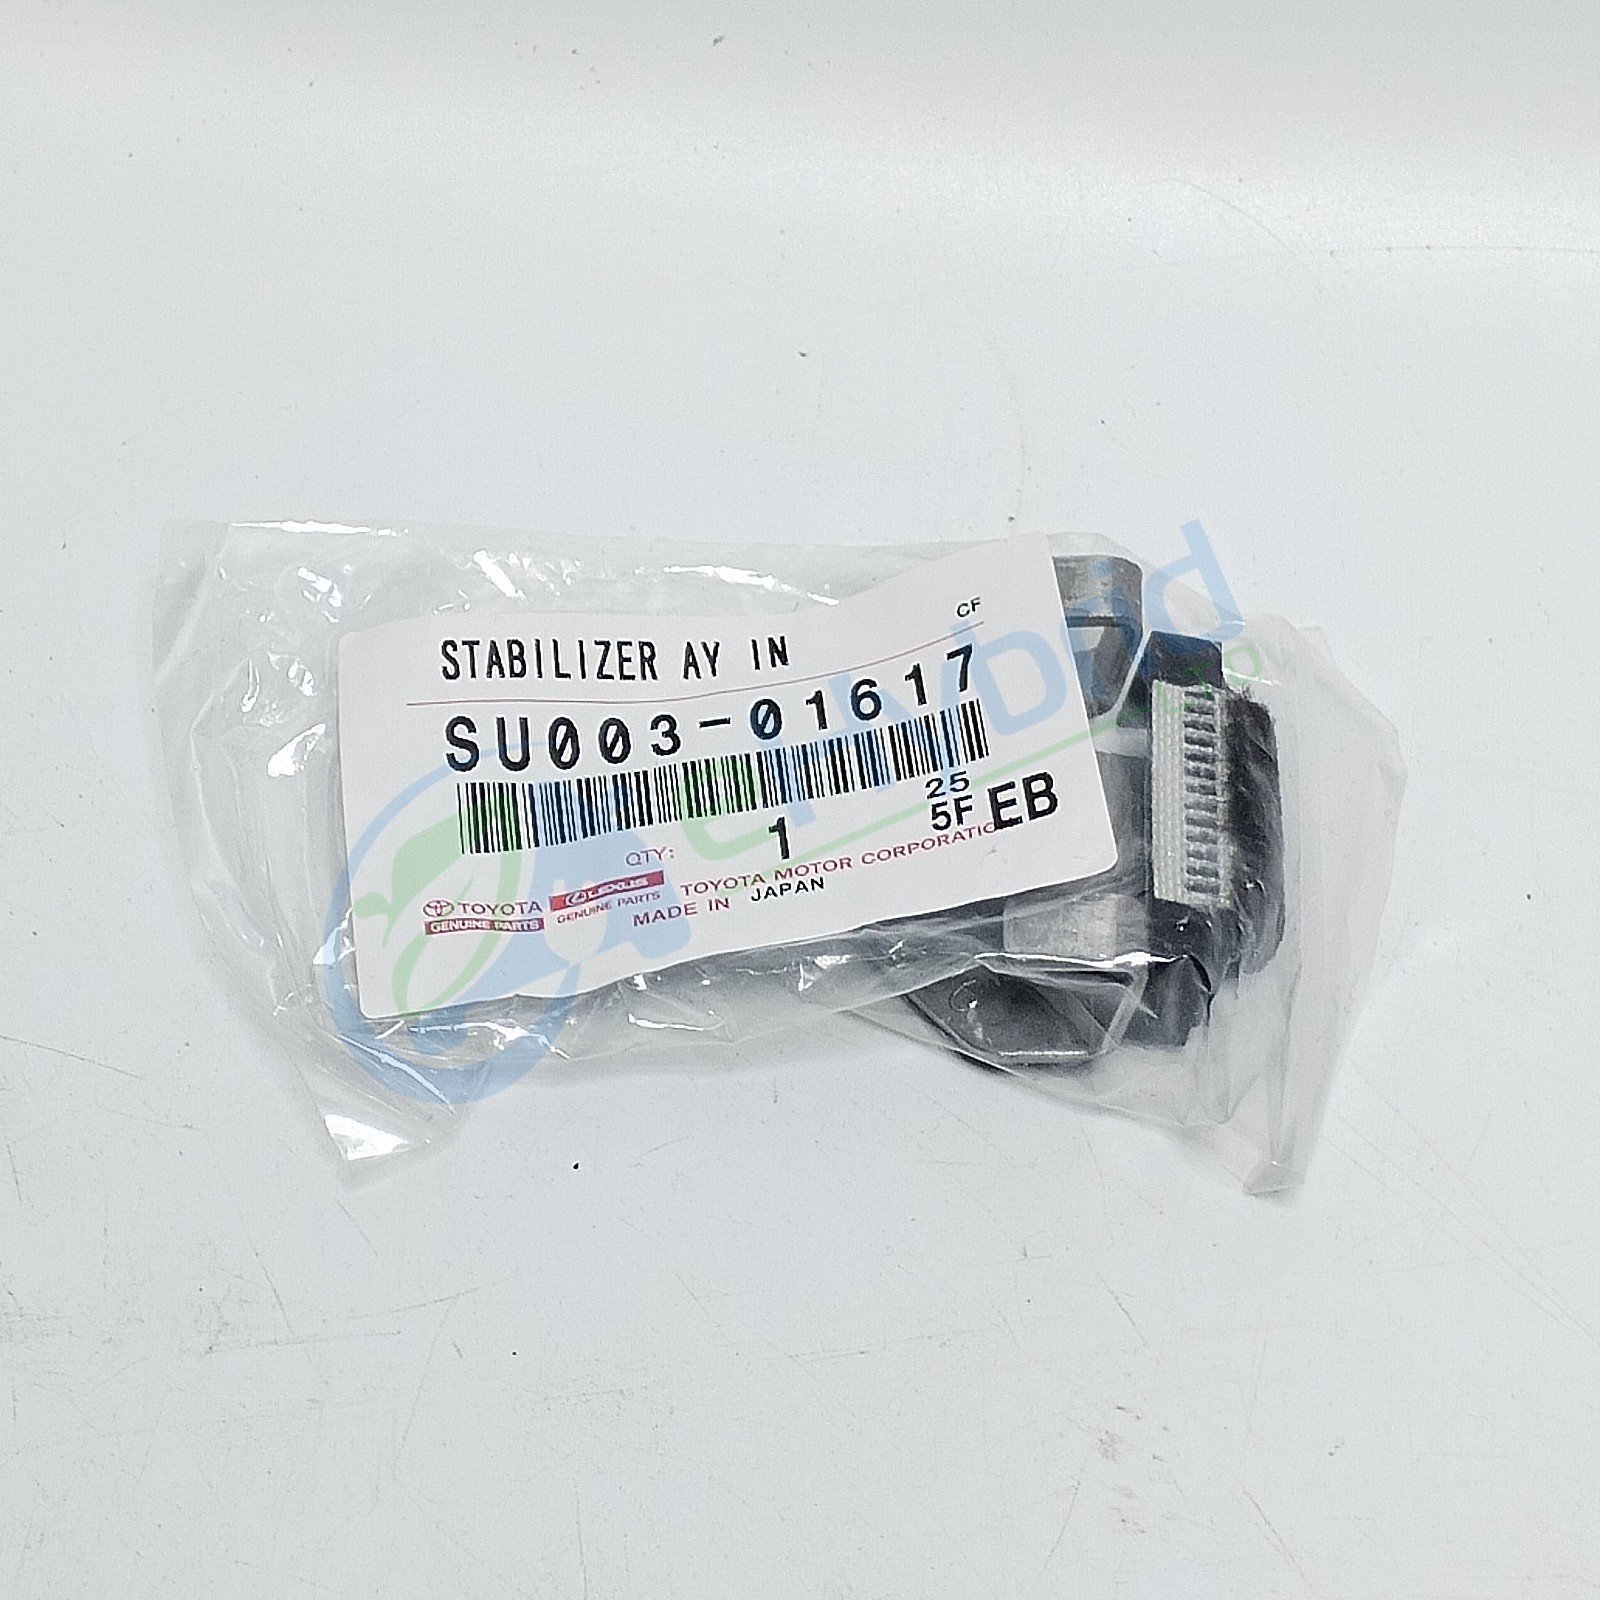 CF
STABILIZER AY IN
SU003-01617
25
QTY: 1 5F EB
TOYOTA LEXUS TOYOTA MOTOR CORPORATION
GENUINE PARTS GENUINE PARTS MADE IN JAPAN